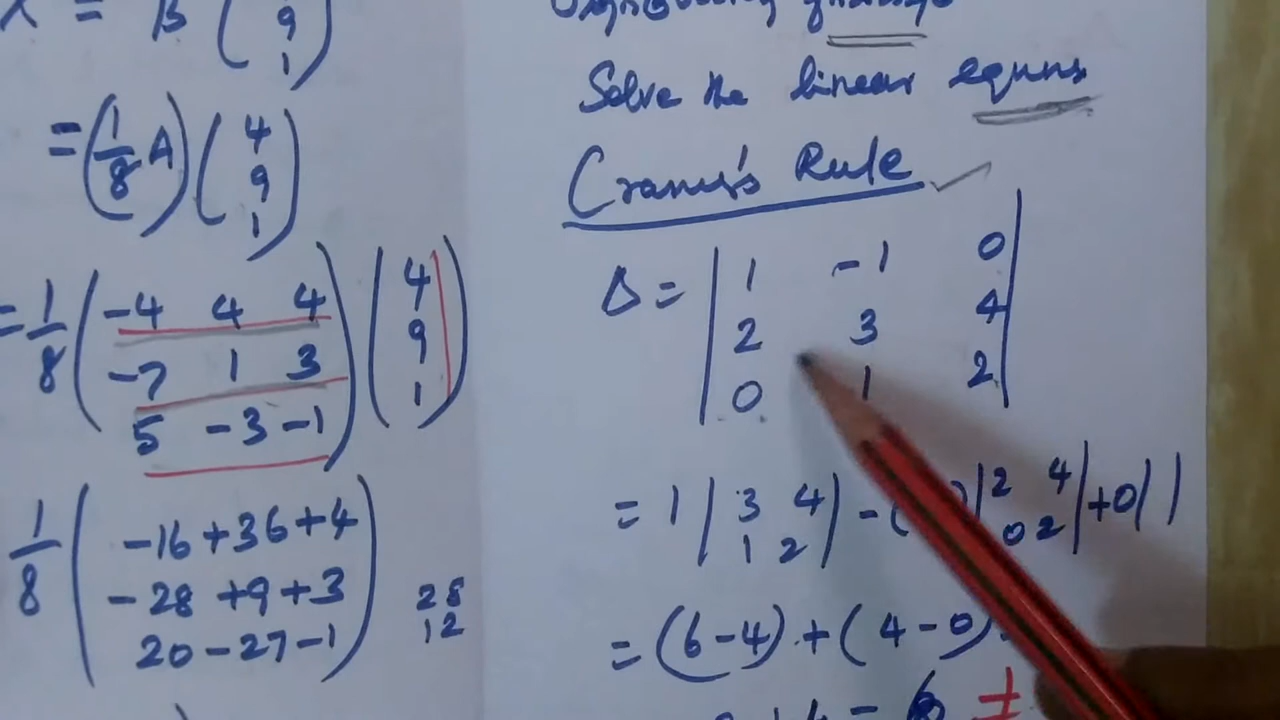 X = B ( 9
1 )
= (1/8 A) ( 4
9
1 )
= 1/8 ( -4 4 4
-7 1 3
5 -3 -1 ) ( 4
9
1 )
1/8 ( -16 + 36 + 4
-28 + 9 + 3
20 - 27 - 1 )
28
12
Solve the linear equns
Cramer's Rule ✓
Δ = | 1 -1 0
2 3 4
0 1 2 |
= 1 | 3 4
1 2 | - ( ) | 2 4
0 2 | + 0 | |
= (6-4) + (4-0)